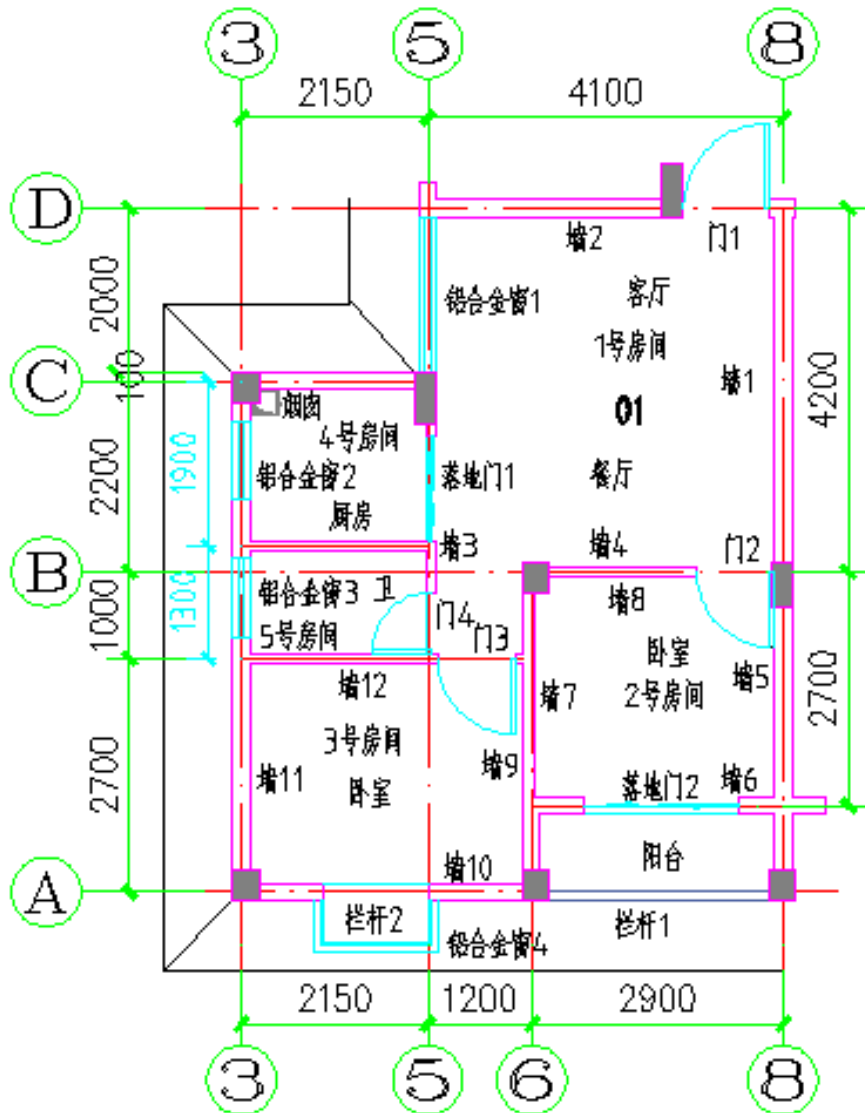 3 5 8
2150 4100
D
墙2 门1
2000
铝合金窗1 客厅
1号房间
100
C
墙1
4200
烟囱
01
4号房间
2200 1900
铝合金窗2 落地门1 餐厅
厨房
墙3 墙4 门2
B
1000 1300
铝合金窗3 卫 墙8
5号房间 门4 门3 卧室 墙5
墙12 墙7 2号房间
2700
3号房间
2700
墙11 卧室 墙9
落地门2 墙6
阳台
墙10
A
栏杆2 栏杆1
铝合金窗4
2150 1200 2900
3 5 6 8